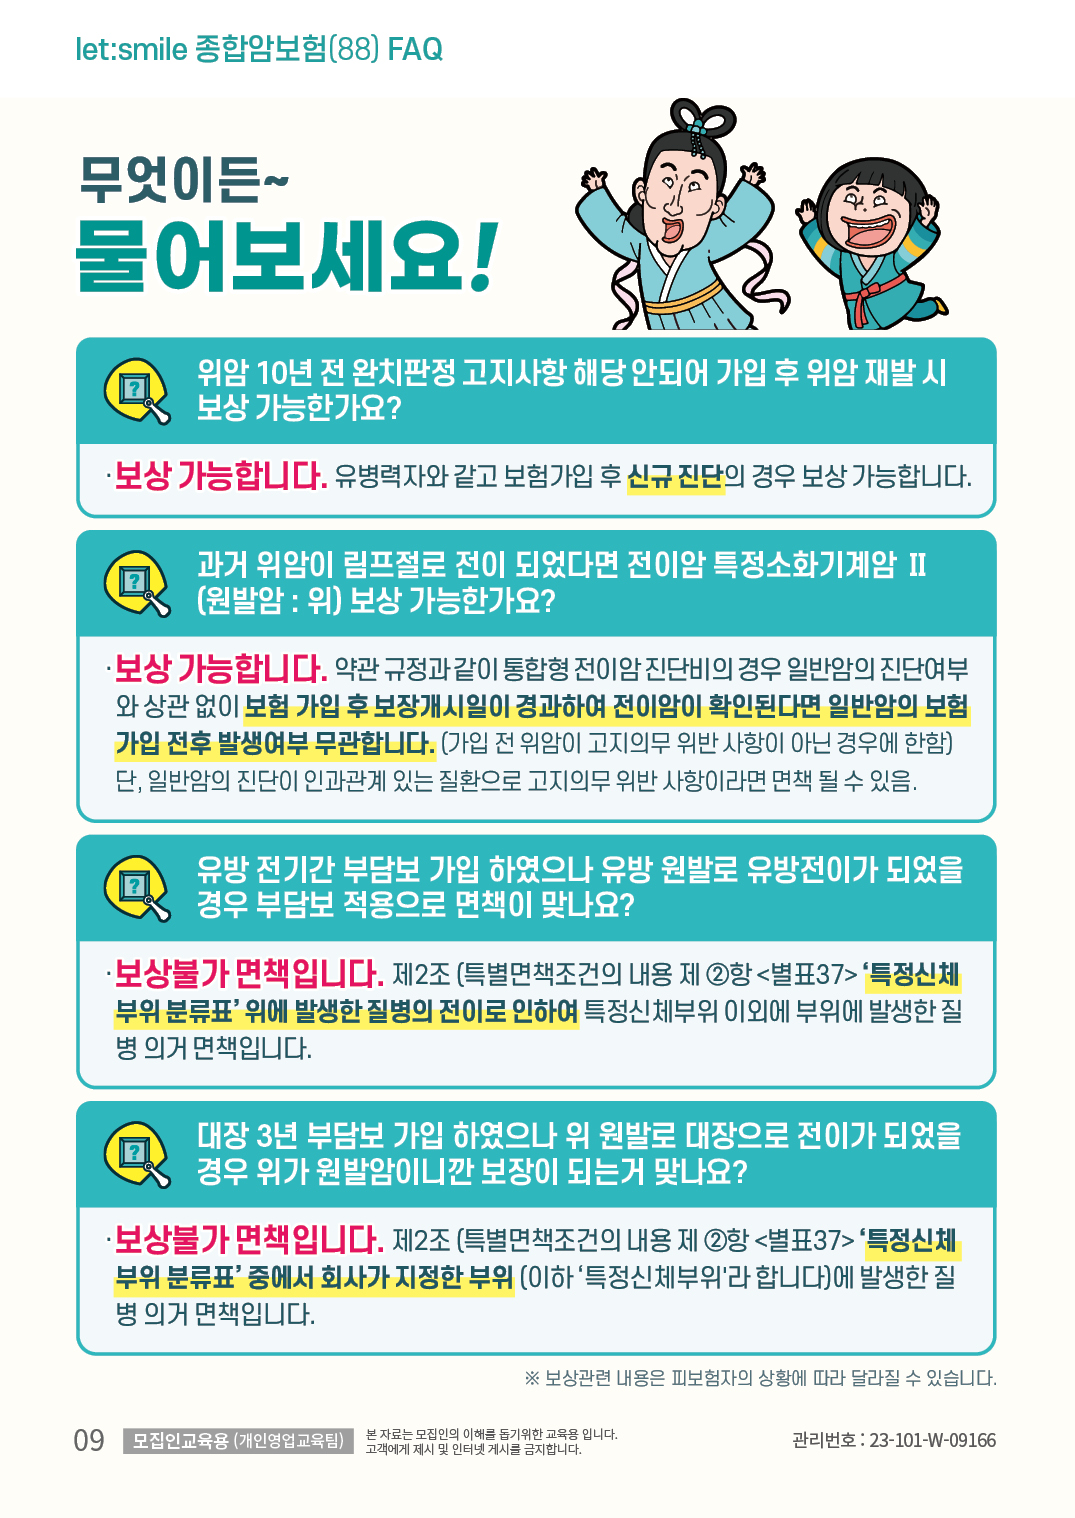 let:smile 종합암보험(88) FAQ
무엇이든~
물어보세요!
위암 10년 전 완치판정 고지사항 해당 안되어 가입 후 위암 재발 시
보상 가능한가요?
·보상 가능합니다. 유병력자와 같고 보험가입 후 신규 진단의 경우 보상 가능합니다.
과거 위암이 림프절로 전이 되었다면 전이암 특정소화기계암 Ⅱ
(원발암 : 위) 보상 가능한가요?
·보상 가능합니다. 약관 규정과 같이 통합형 전이암 진단비의 경우 일반암의 진단여부
와 상관 없이 보험 가입 후 보장개시일이 경과하여 전이암이 확인된다면 일반암의 보험
가입 전후 발생여부 무관합니다. (가입 전 위암이 고지의무 위반 사항이 아닌 경우에 한함)
단, 일반암의 진단이 인과관계 있는 질환으로 고지의무 위반 사항이라면 면책 될 수 있음.
유방 전기간 부담보 가입 하였으나 유방 원발로 유방전이가 되었을
경우 부담보 적용으로 면책이 맞나요?
·보상불가 면책입니다. 제2조 (특별면책조건의 내용 제 ②항 <별표37> ‘특정신체
부위 분류표’ 위에 발생한 질병의 전이로 인하여 특정신체부위 이외에 부위에 발생한 질
병 의거 면책입니다.
대장 3년 부담보 가입 하였으나 위 원발로 대장으로 전이가 되었을
경우 위가 원발암이니깐 보장이 되는거 맞나요?
·보상불가 면책입니다. 제2조 (특별면책조건의 내용 제 ②항 <별표37> ‘특정신체
부위 분류표’ 중에서 회사가 지정한 부위 (이하 ‘특정신체부위'라 합니다)에 발생한 질
병 의거 면책입니다.
※ 보상관련 내용은 피보험자의 상황에 따라 달라질 수 있습니다.
09 모집인교육용 (개인영업교육팀)
본 자료는 모집인의 이해를 돕기위한 교육용 입니다.
고객에게 제시 및 인터넷 게시를 금지합니다.
관리번호 : 23-101-W-09166